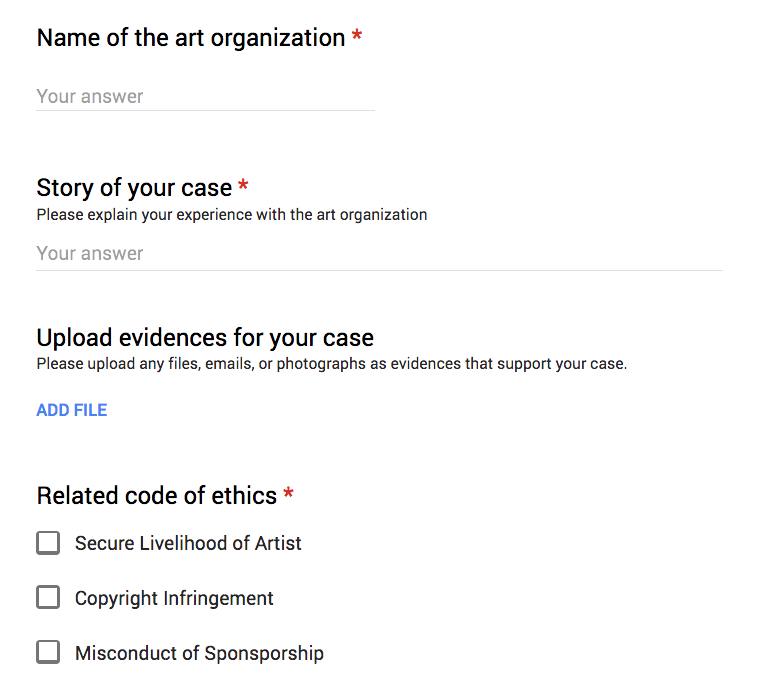 Name of the art organization *
Your answer
Story of your case *
Please explain your experience with the art organization
Your answer
Upload evidences for your case
Please upload any files, emails, or photographs as evidences that support your case.
ADD FILE
Related code of ethics *
Secure Livelihood of Artist
Copyright Infringement
Misconduct of Sponsporship